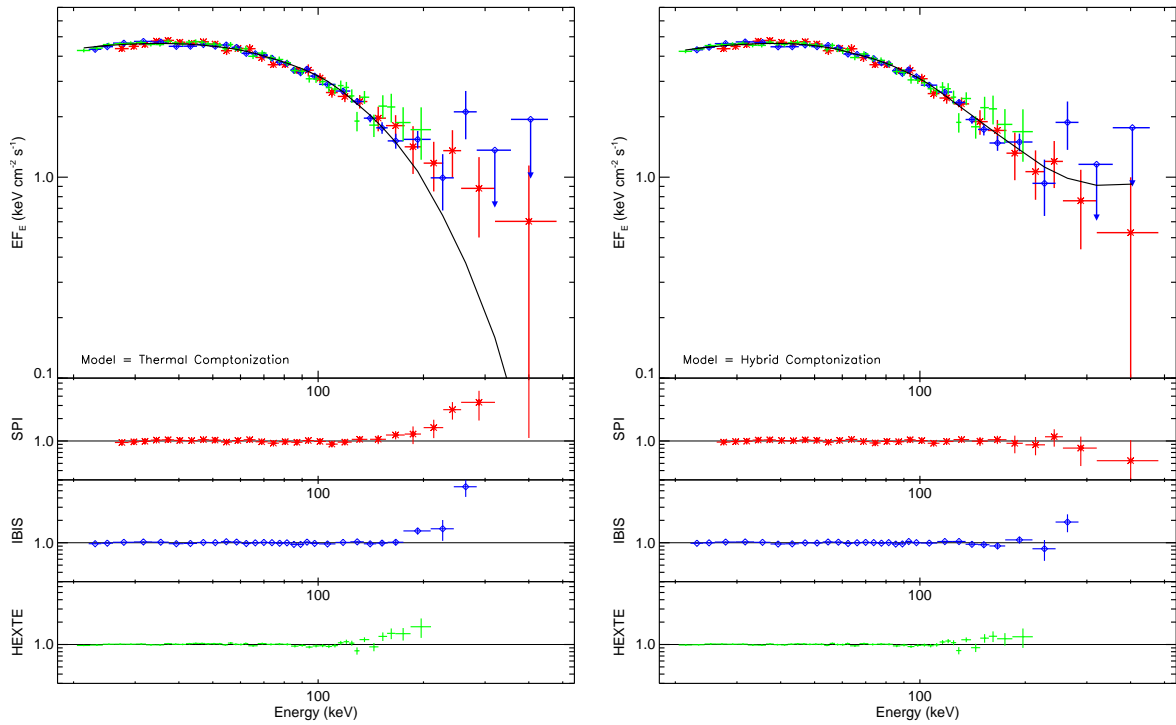 EF_E (keV cm^-2 s^-1)
1.0
0.1
Model = Thermal Comptonization
100
SPI
1.0
100
IBIS
1.0
100
HEXTE
1.0
100
Energy (keV)
EF_E (keV cm^-2 s^-1)
1.0
0.1
Model = Hybrid Comptonization
100
SPI
1.0
100
IBIS
1.0
100
HEXTE
1.0
100
Energy (keV)